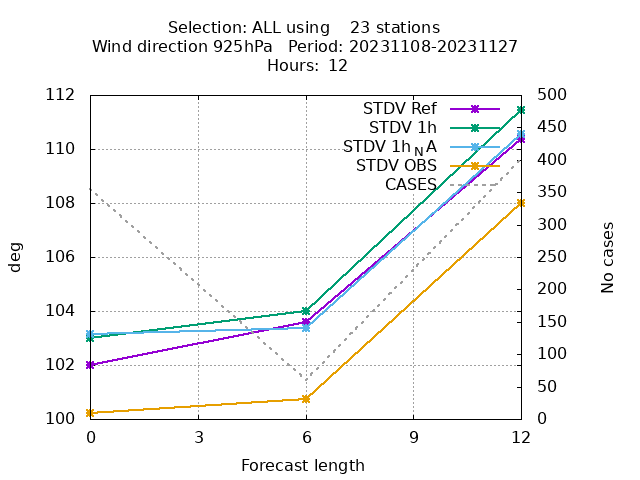 Selection: ALL using 23 stations
Wind direction 925hPa Period: 20231108-20231127
Hours: 12
112
110
108
106
104
102
100
deg
STDV Ref
STDV 1h
STDV 1h_NA
STDV OBS
CASES
500
450
400
350
300
250
200
150
100
50
0
No cases
0 3 6 9 12
Forecast length